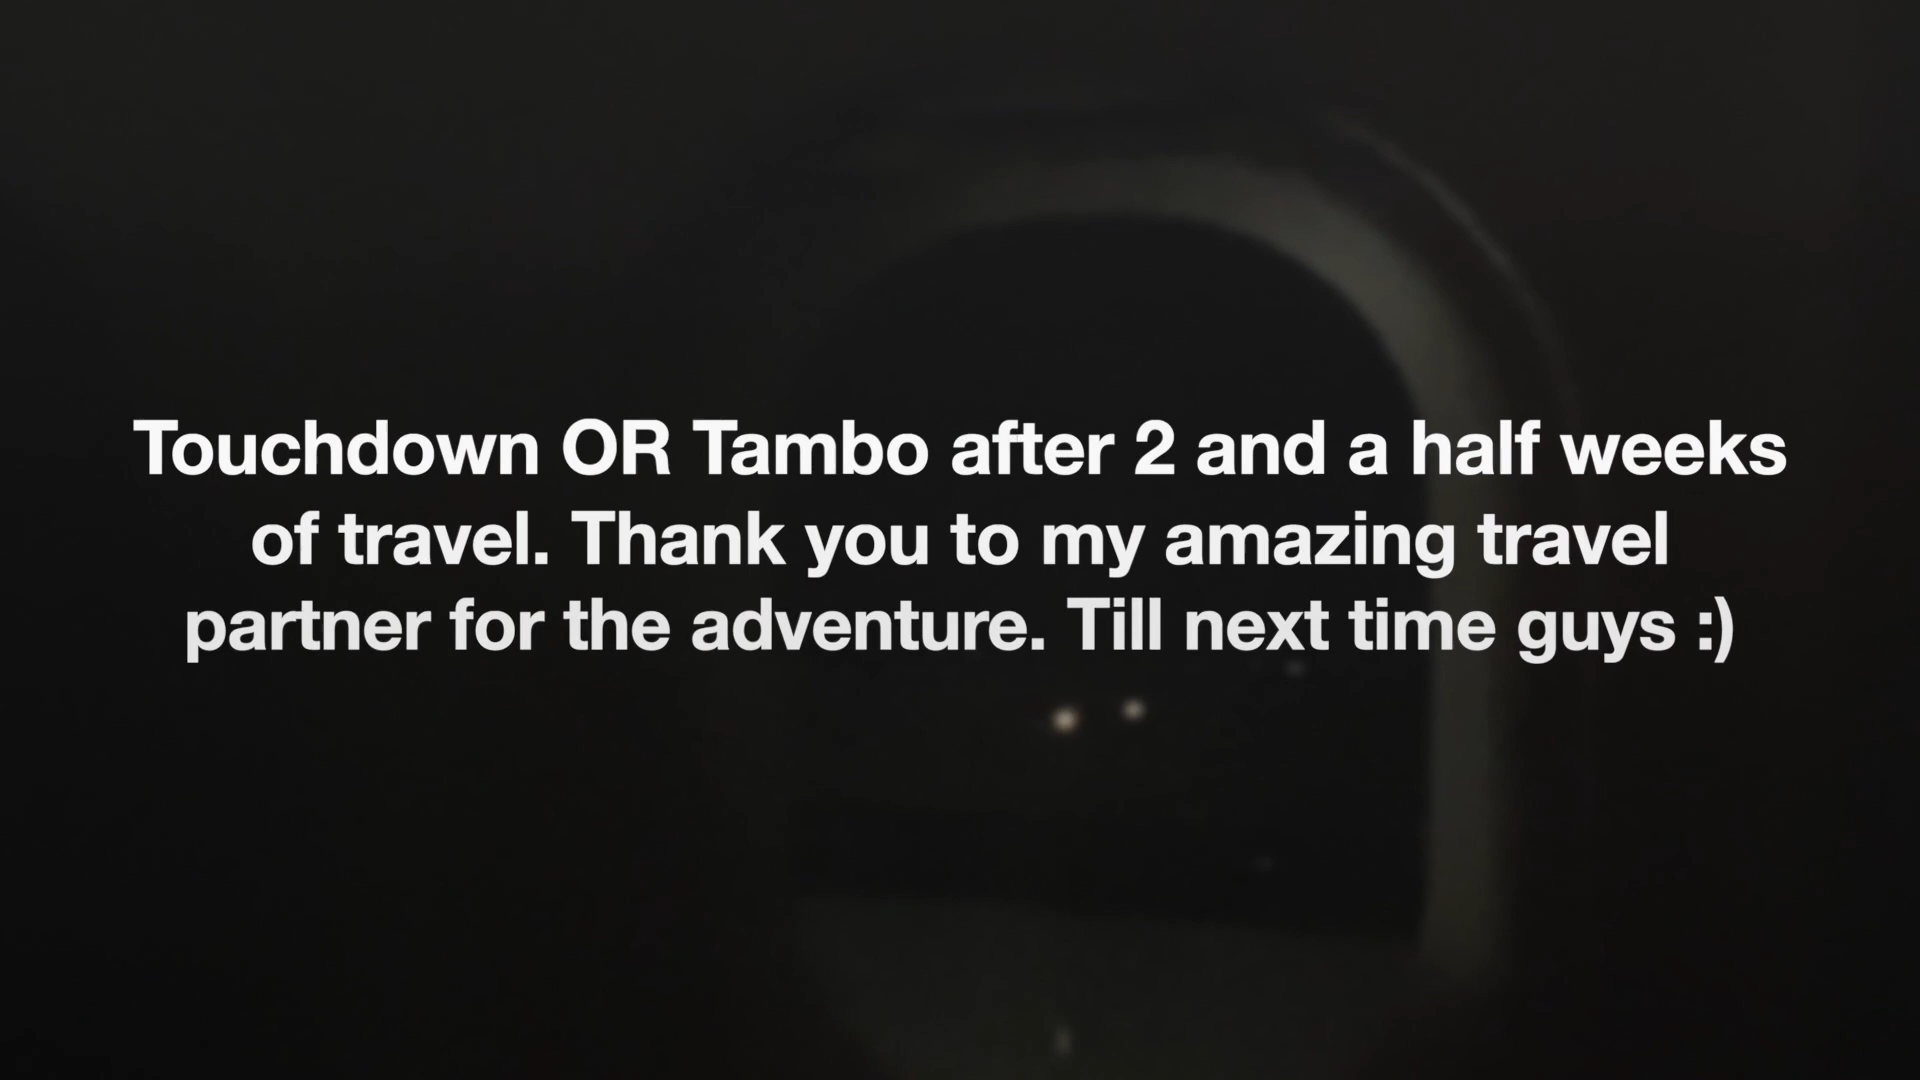 Touchdown OR Tambo after 2 and a half weeks
of travel. Thank you to my amazing travel
partner for the adventure. Till next time guys :)